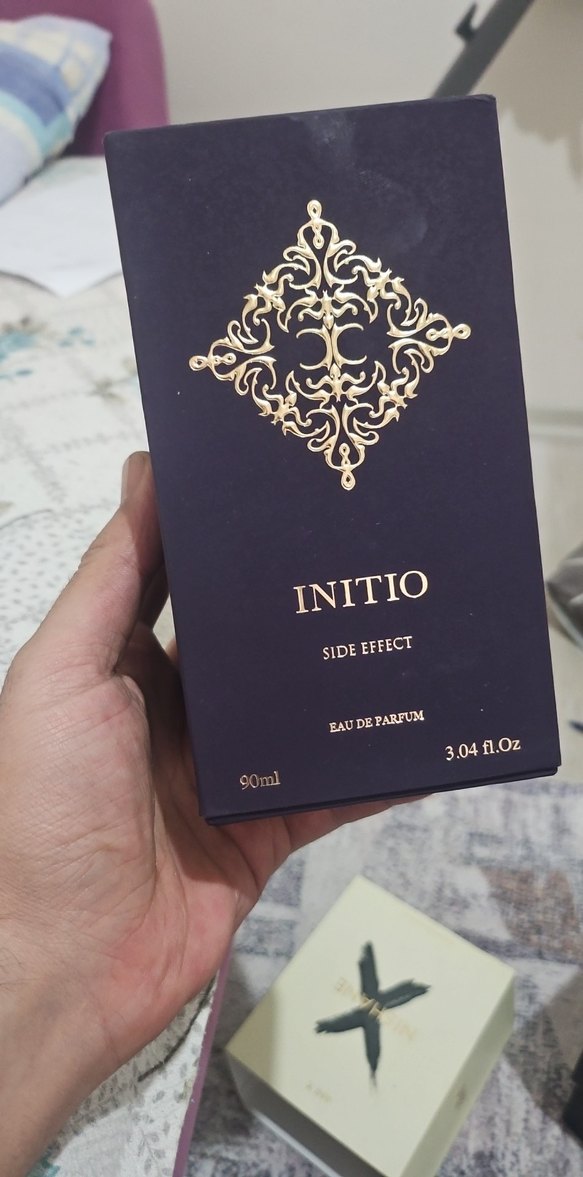 INITIO
SIDE EFFECT
EAU DE PARFUM
3.04 fl.Oz
90ml